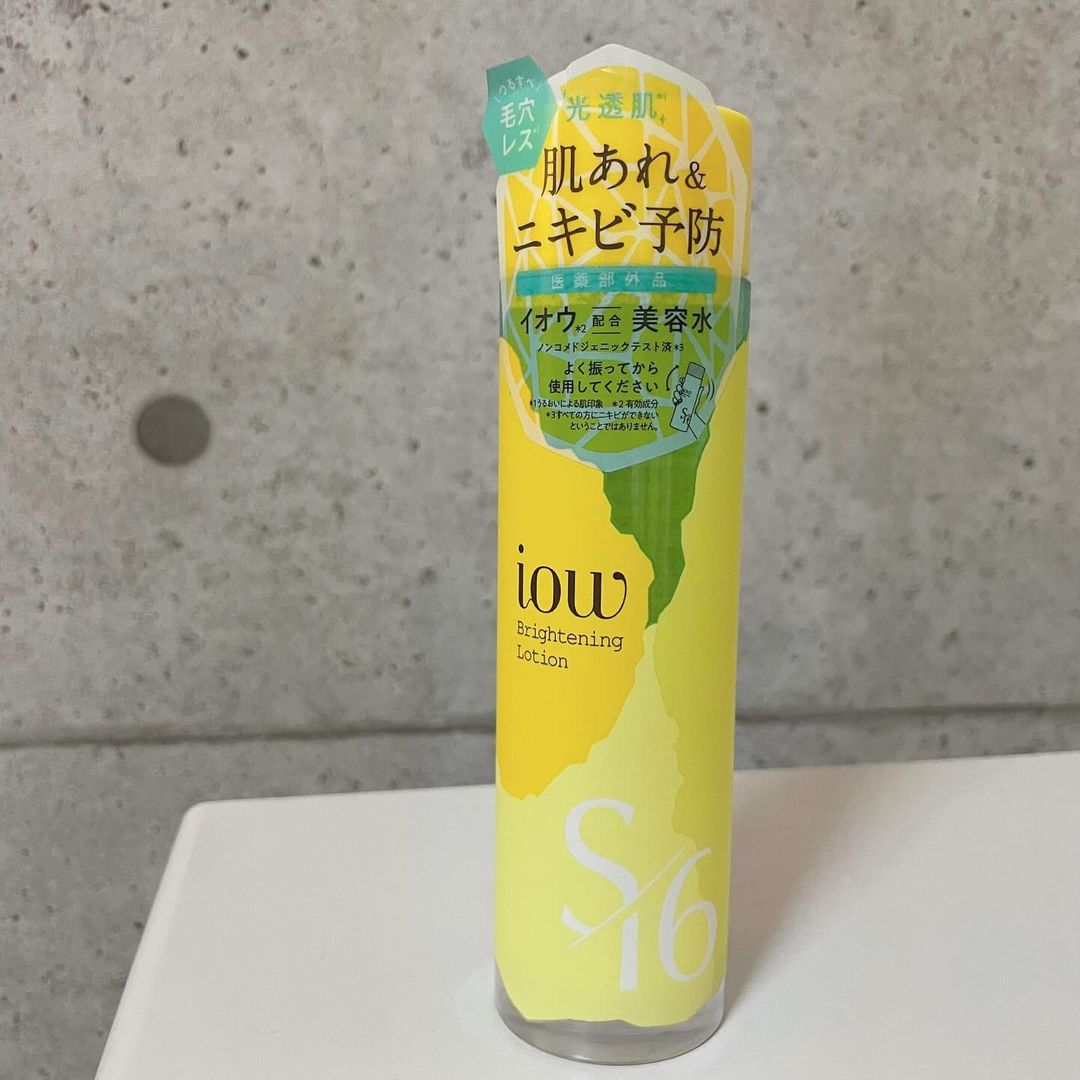 つるすべ
毛穴
レス※1
光透肌※1
肌あれ&
ニキビ予防
医薬部外品
イオウ*2 配合 美容水
ノンコメドジェニックテスト済*3
よく振ってから
使用してください
*1うるおいによる肌印象 *2 有効成分
*3すべての方にニキビができない
ということではありません。
iow
Brightening
Lotion
S/16